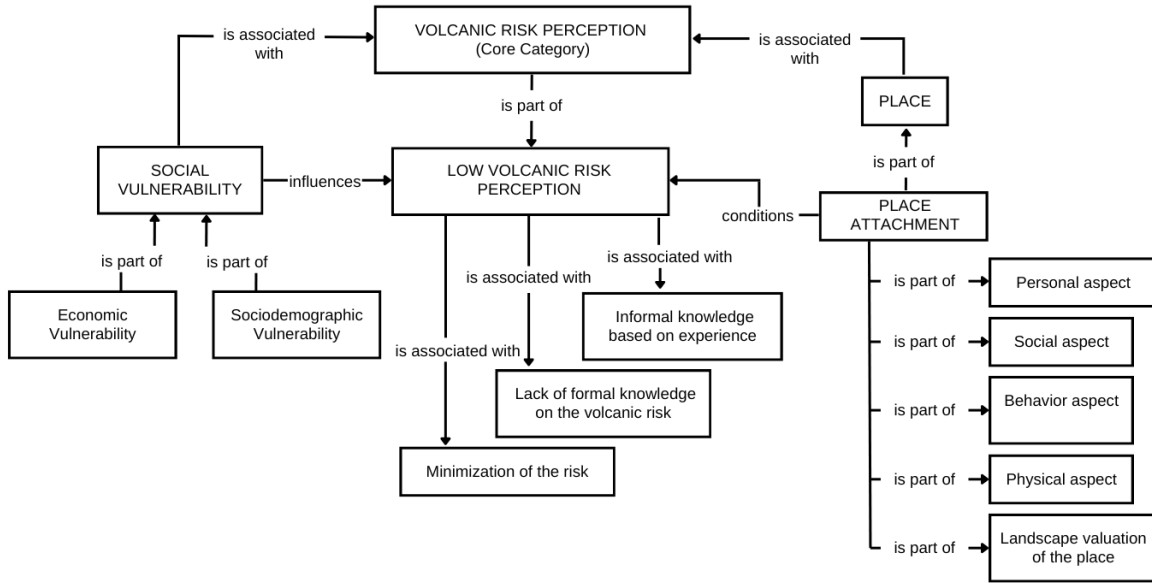 VOLCANIC RISK PERCEPTION
(Core Category)
is associated
with
is associated
with
PLACE
is part of
is part of
SOCIAL
VULNERABILITY
influences
LOW VOLCANIC RISK
PERCEPTION
conditions
PLACE
ATTACHMENT
is part of
is part of
Economic
Vulnerability
Sociodemographic
Vulnerability
is associated with
is associated with
is associated with
Informal knowledge
based on experience
Lack of formal knowledge
on the volcanic risk
Minimization of the risk
is part of
Personal aspect
is part of
Social aspect
is part of
Behavior aspect
is part of
Physical aspect
is part of
Landscape valuation
of the place